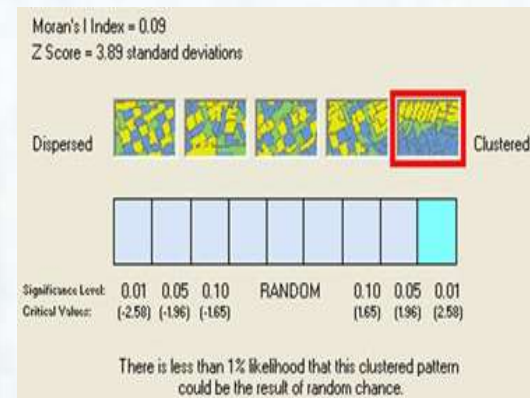 Moran's I Index = 0.09
Z Score = 3.89 standard deviations
Dispersed
Clustered
Significance Level: 0.01 0.05 0.10 RANDOM 0.10 0.05 0.01
Critical Values: (-2.58) (-1.96) (-1.65) (1.65) (1.96) (2.58)
There is less than 1% likelihood that this clustered pattern
could be the result of random chance.